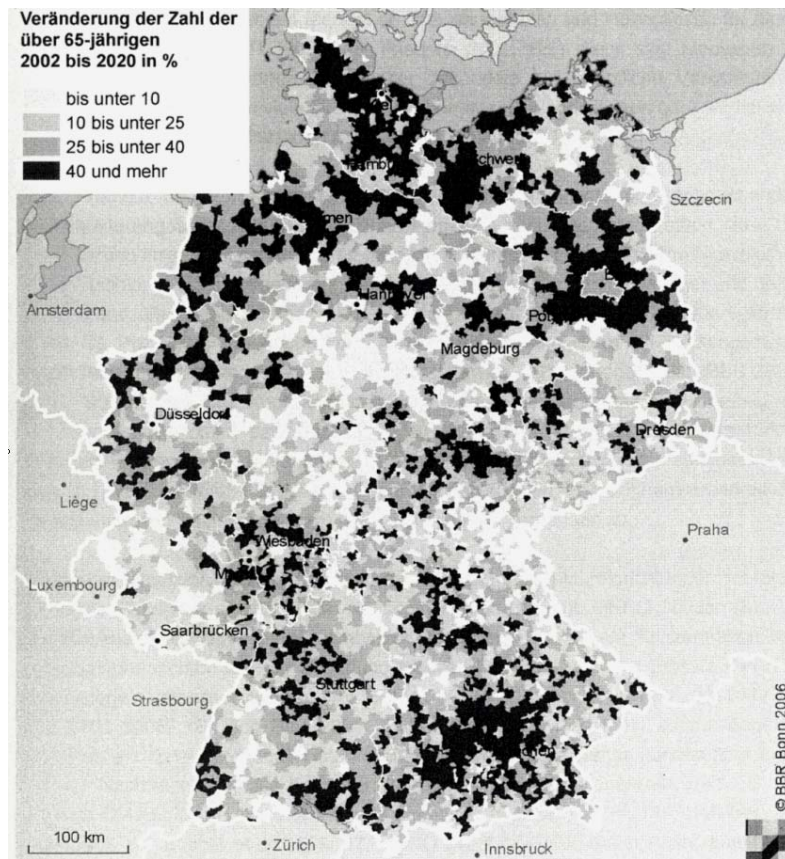 Veränderung der Zahl der
über 65-jährigen
2002 bis 2020 in %
bis unter 10
10 bis unter 25
25 bis unter 40
40 und mehr
Szczecin
Amsterdam
Hannover
Magdeburg
Düsseldorf
Dresden
Liège
Praha
Wiesbaden
Luxembourg
Saarbrücken
Stuttgart
Strasbourg
© BBR Bonn 2006
100 km
Zürich
Innsbruck